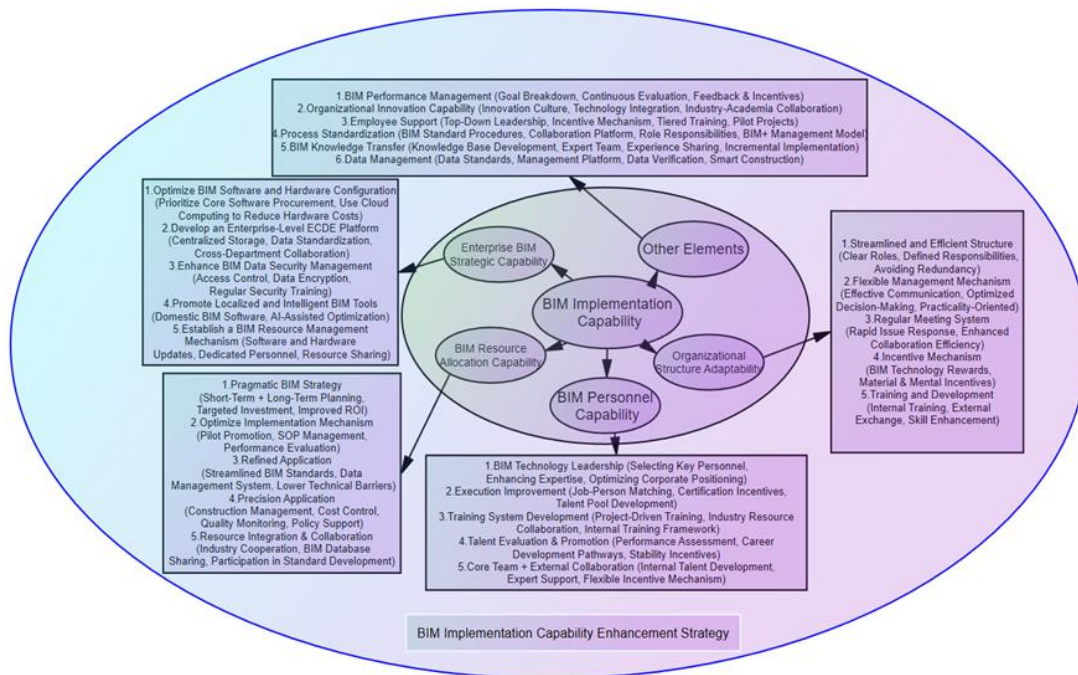 1.BIM Performance Management (Goal Breakdown, Continuous Evaluation, Feedback & Incentives)
2.Organizational Innovation Capability (Innovation Culture, Technology Integration, Industry-Academia Collaboration)
3.Employee Support (Top-Down Leadership, Incentive Mechanism, Tiered Training, Pilot Projects)
4.Process Standardization (BIM Standard Procedures, Collaboration Platform, Role Responsibilities, BIM+ Management Model)
5.BIM Knowledge Transfer (Knowledge Base Development, Expert Team, Experience Sharing, Incremental Implementation)
6.Data Management (Data Standards, Management Platform, Data Verification, Smart Construction)
1.Optimize BIM Software and Hardware Configuration
(Prioritize Core Software Procurement, Use Cloud
Computing to Reduce Hardware Costs)
2.Develop an Enterprise-Level ECDE Platform
(Centralized Storage, Data Standardization,
Cross-Department Collaboration)
3.Enhance BIM Data Security Management
(Access Control, Data Encryption,
Regular Security Training)
4.Promote Localized and Intelligent BIM Tools
(Domestic BIM Software, AI-Assisted Optimization)
5.Establish a BIM Resource Management
Mechanism (Software and Hardware
Updates, Dedicated Personnel, Resource Sharing)
Enterprise BIM
Strategic Capability
Other Elements
BIM Implementation
Capability
BIM Resource
Allocation Capability
Organizational
Structure Adaptability
BIM Personnel
Capability
1.Streamlined and Efficient Structure
(Clear Roles, Defined Responsibilities,
Avoiding Redundancy)
2.Flexible Management Mechanism
(Effective Communication, Optimized
Decision-Making, Practicality-Oriented)
3.Regular Meeting System
(Rapid Issue Response, Enhanced
Collaboration Efficiency)
4.Incentive Mechanism
(BIM Technology Rewards,
Material & Mental Incentives)
5.Training and Development
(Internal Training, External
Exchange, Skill Enhancement)
1.Pragmatic BIM Strategy
(Short-Term + Long-Term Planning,
Targeted Investment, Improved ROI)
2.Optimize Implementation Mechanism
(Pilot Promotion, SOP Management,
Performance Evaluation)
3.Refined Application
(Streamlined BIM Standards, Data
Management System, Lower Technical Barriers)
4.Precision Application
(Construction Management, Cost Control,
Quality Monitoring, Policy Support)
5.Resource Integration & Collaboration
(Industry Cooperation, BIM Database
Sharing, Participation in Standard Development)
1.BIM Technology Leadership (Selecting Key Personnel,
Enhancing Expertise, Optimizing Corporate Positioning)
2.Execution Improvement (Job-Person Matching, Certification Incentives,
Talent Pool Development)
3.Training System Development (Project-Driven Training, Industry Resource
Collaboration, Internal Training Framework)
4.Talent Evaluation & Promotion (Performance Assessment, Career
Development Pathways, Stability Incentives)
5.Core Team + External Collaboration (Internal Talent Development,
Expert Support, Flexible Incentive Mechanism)
BIM Implementation Capability Enhancement Strategy